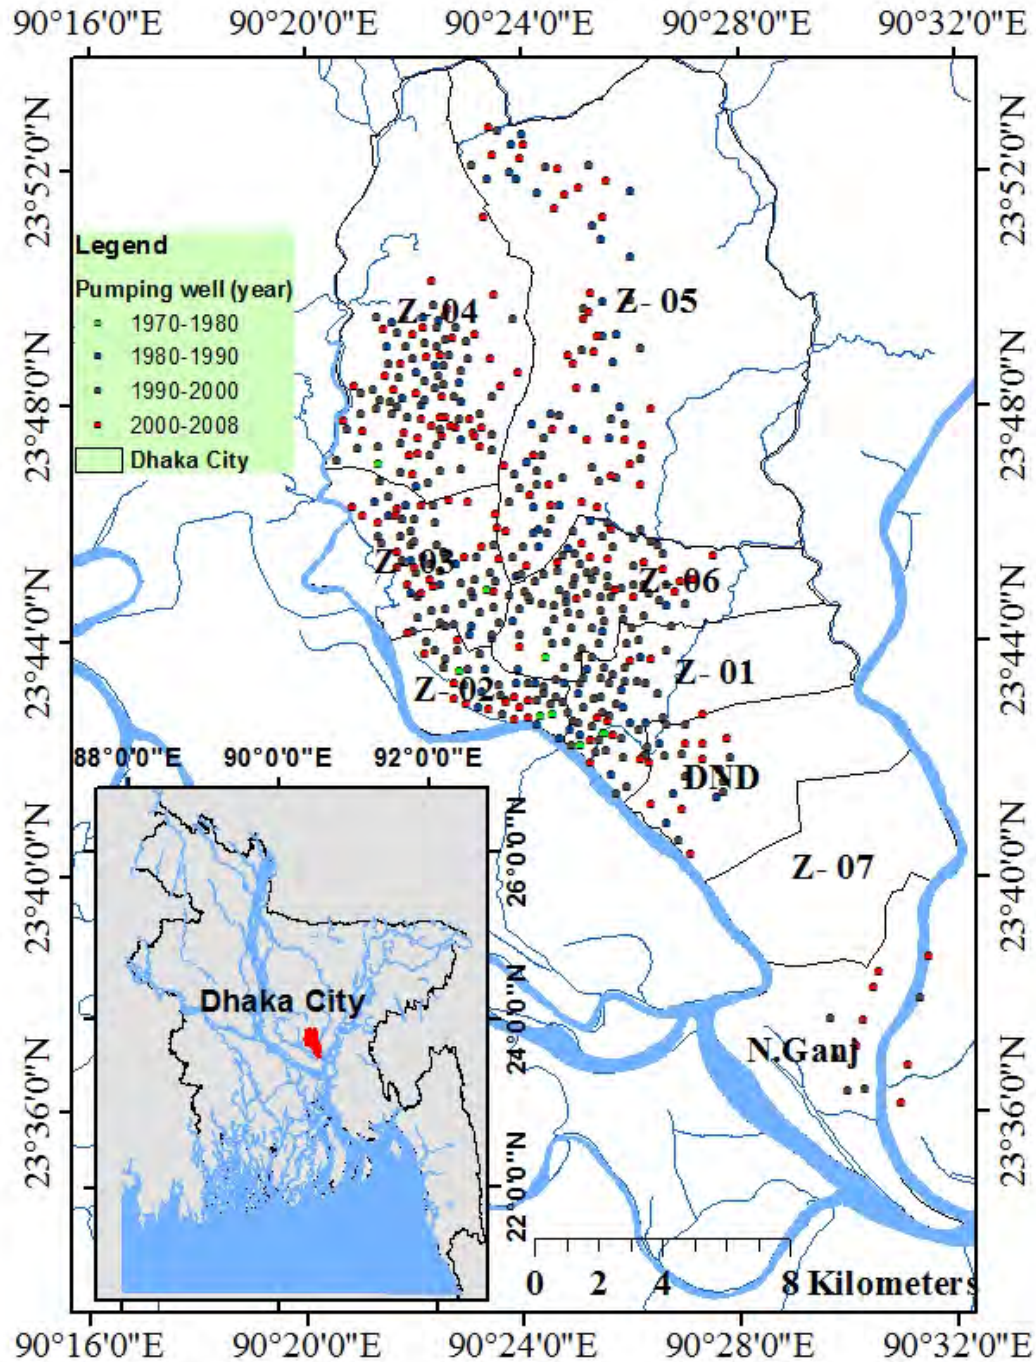 90°16'0"E 90°20'0"E 90°24'0"E 90°28'0"E 90°32'0"E
23°52'0"N
23°52'0"N
Legend
Pumping well (year)
1970-1980
1980-1990
1990-2000
2000-2008
Dhaka City
Z- 04
Z- 05
23°48'0"N
23°48'0"N
Z- 03
Z- 06
23°44'0"N
23°44'0"N
Z- 02
Z- 01
88°0'0"E 90°0'0"E 92°0'0"E
DND
Z- 07
23°40'0"N
26°0'0"N
23°40'0"N
Dhaka City
24°0'0"N
N.Ganj
23°36'0"N
22°0'0"N
23°36'0"N
0 2 4 8 Kilometers
90°16'0"E 90°20'0"E 90°24'0"E 90°28'0"E 90°32'0"E